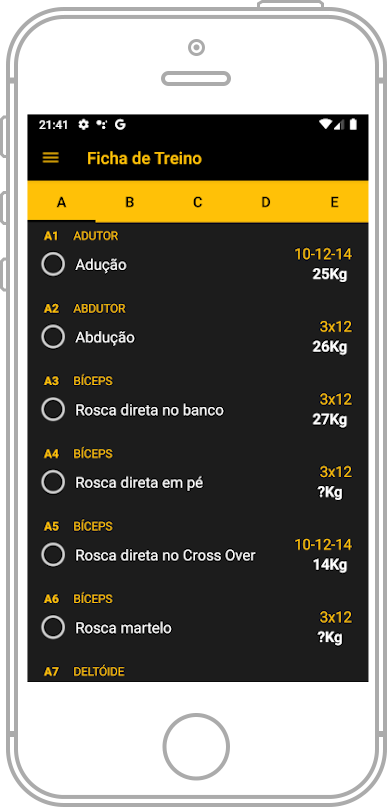 21:41 G
Ficha de Treino
A B C D E
A1 ADUTOR
10-12-14
Adução
25Kg
A2 ABDUTOR
3x12
Abdução
26Kg
A3 BÍCEPS
3x12
Rosca direta no banco
27Kg
A4 BÍCEPS
3x12
Rosca direta em pé
?Kg
A5 BÍCEPS
10-12-14
Rosca direta no Cross Over
14Kg
A6 BÍCEPS
3x12
Rosca martelo
?Kg
A7 DELTÓIDE